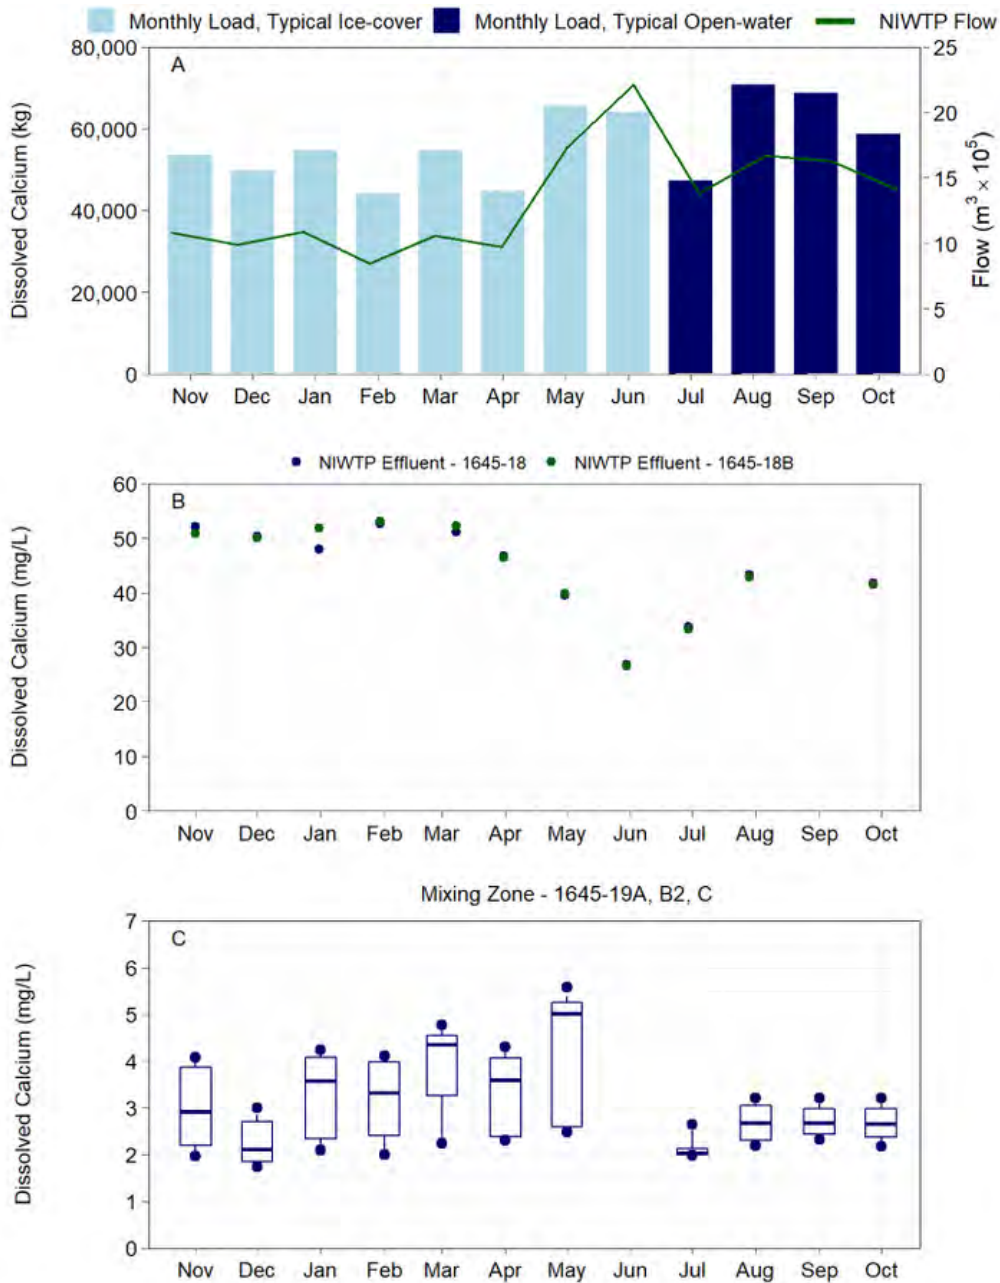 Monthly Load, Typical Ice-cover Monthly Load, Typical Open-water NIWTP Flow
A
Dissolved Calcium (kg)
80,000
60,000
40,000
20,000
0
25
20
15
10
5
0
Flow (m³ × 10⁵)
Nov Dec Jan Feb Mar Apr May Jun Jul Aug Sep Oct
NIWTP Effluent - 1645-18 NIWTP Effluent - 1645-18B
B
Dissolved Calcium (mg/L)
60
50
40
30
20
10
0
Nov Dec Jan Feb Mar Apr May Jun Jul Aug Sep Oct
Mixing Zone - 1645-19A, B2, C
C
Dissolved Calcium (mg/L)
7
6
5
4
3
2
1
0
Nov Dec Jan Feb Mar Apr May Jun Jul Aug Sep Oct